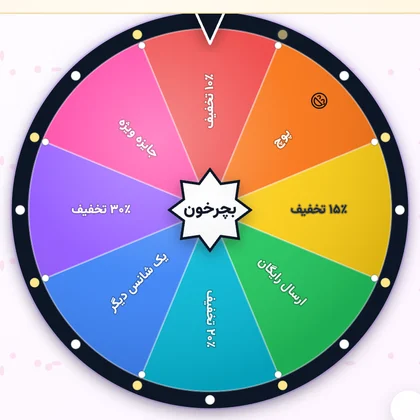 ۱۰٪ تخفیف
پوچ
۱۵٪ تخفیف
ارسال رایگان
۲۰٪ تخفیف
یک شانس دیگر
۳۰٪ تخفیف
جایزه ویژه
بچرخون